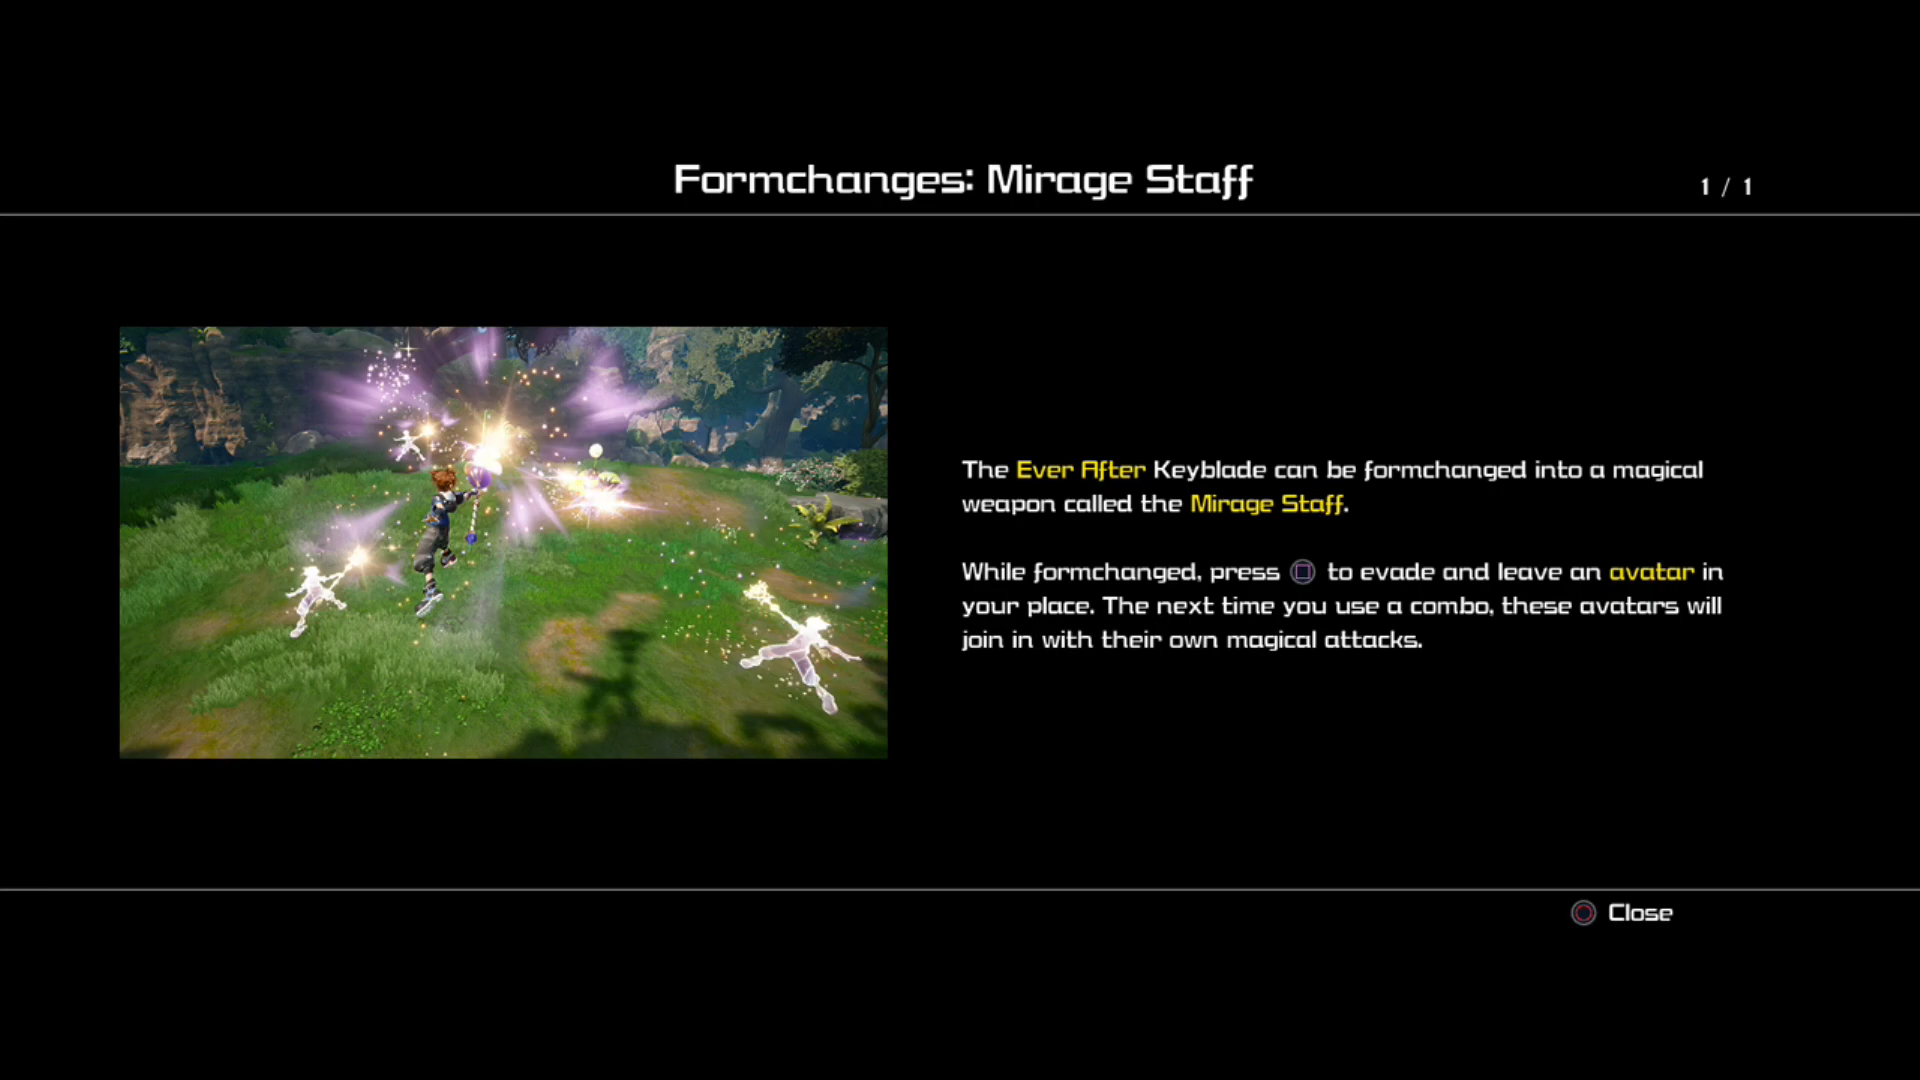 Formchanges: Mirage Staff
1 / 1
The Ever After Keyblade can be formchanged into a magical
weapon called the Mirage Staff.
While formchanged, press to evade and leave an avatar in
your place. The next time you use a combo, these avatars will
join in with their own magical attacks.
Close